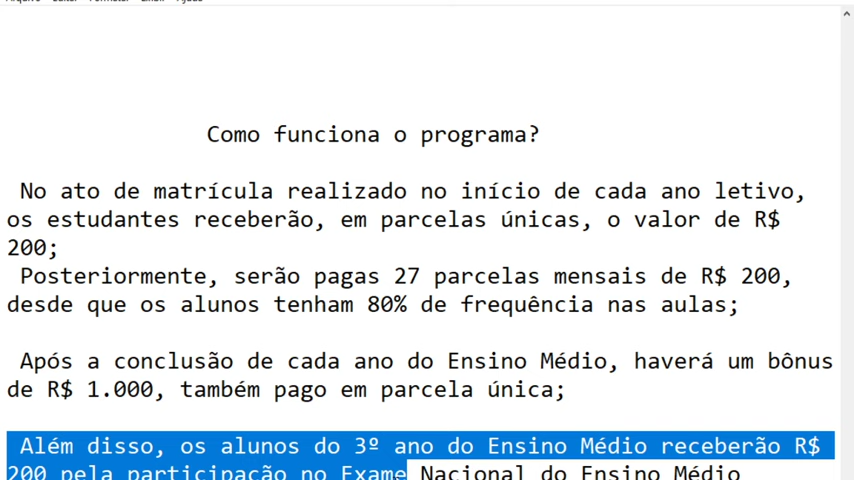 Como funciona o programa?
No ato de matrícula realizado no início de cada ano letivo,
os estudantes receberão, em parcelas únicas, o valor de R$
200;
Posteriormente, serão pagas 27 parcelas mensais de R$ 200,
desde que os alunos tenham 80% de frequência nas aulas;
Após a conclusão de cada ano do Ensino Médio, haverá um bônus
de R$ 1.000, também pago em parcela única;
Além disso, os alunos do 3º ano do Ensino Médio receberão R$
200 pela participação no Exame Nacional do Ensino Médio